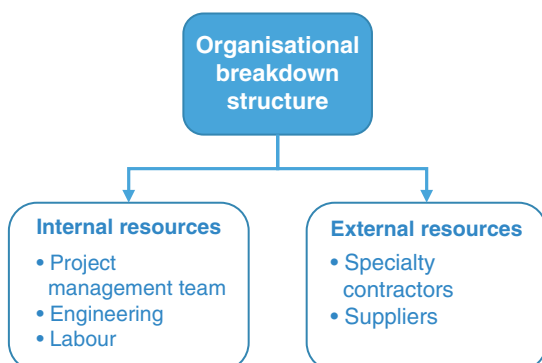 Organisational
breakdown
structure
Internal resources
• Project
management team
• Engineering
• Labour
External resources
• Specialty
contractors
• Suppliers